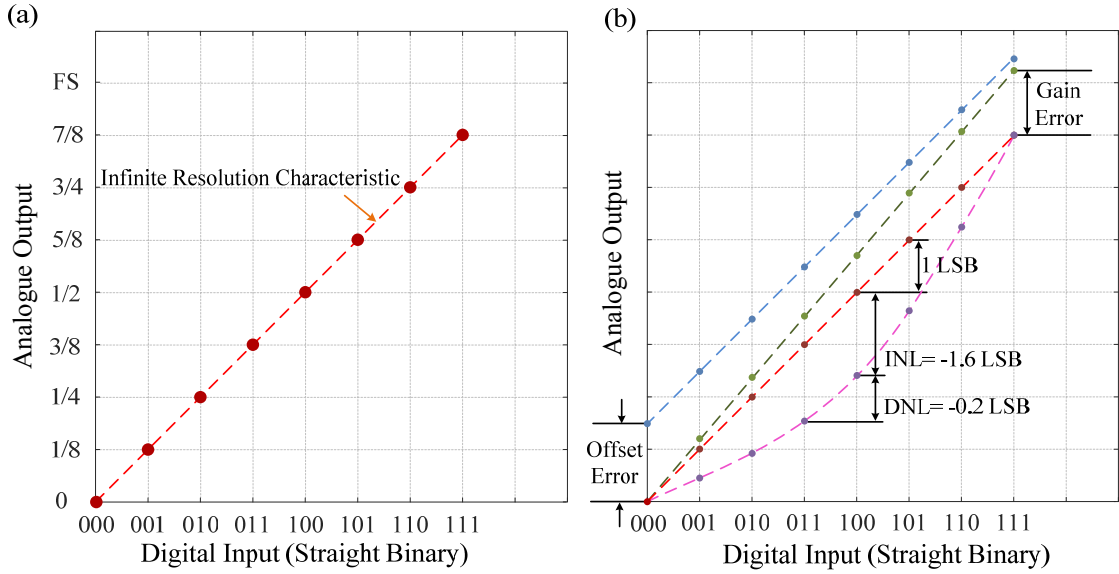 (a)
Analogue Output
FS
7/8
3/4
5/8
1/2
3/8
1/4
1/8
0
Infinite Resolution Characteristic
000 001 010 011 100 101 110 111
Digital Input (Straight Binary)
(b)
Analogue Output
Gain
Error
1 LSB
INL= -1.6 LSB
DNL= -0.2 LSB
Offset
Error
000 001 010 011 100 101 110 111
Digital Input (Straight Binary)